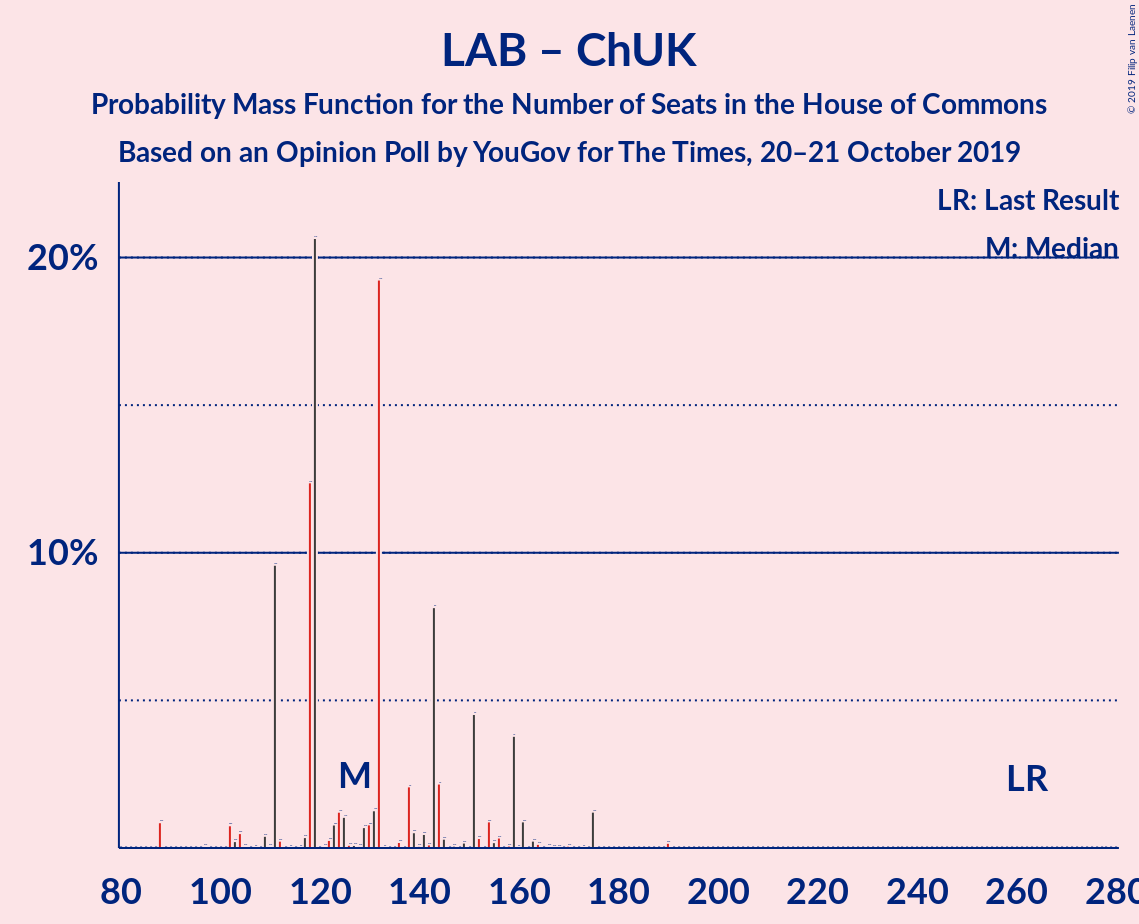 LAB – ChUK
Probability Mass Function for the Number of Seats in the House of Commons
Based on an Opinion Poll by YouGov for The Times, 20–21 October 2019
© 2019 Filip van Laenen
LR: Last Result
M: Median
20%
10%
M
LR
80 100 120 140 160 180 200 220 240 260 280